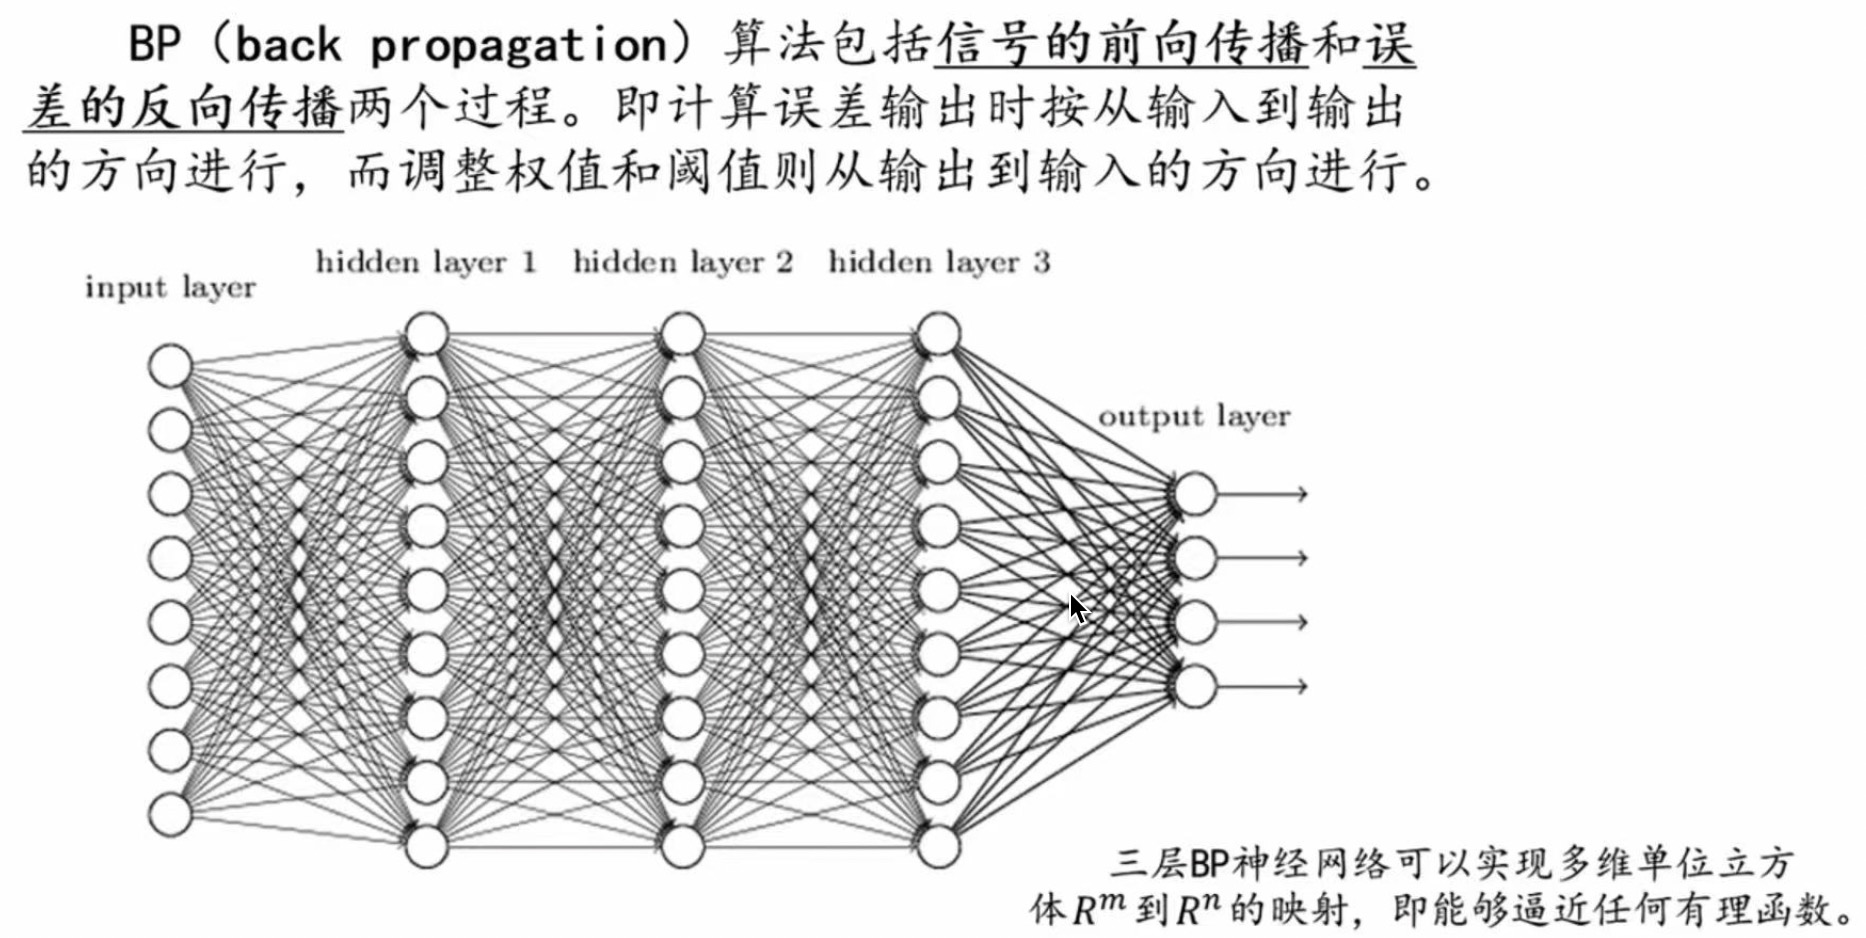 BP（back propagation）算法包括信号的前向传播和误
差的反向传播两个过程。即计算误差输出时按从输入到输出
的方向进行，而调整权值和阈值则从输出到输入的方向进行。
input layer
hidden layer 1
hidden layer 2
hidden layer 3
output layer
三层BP神经网络可以实现多维单位立方
体Rᵐ到Rⁿ的映射，即能够逼近任何有理函数。